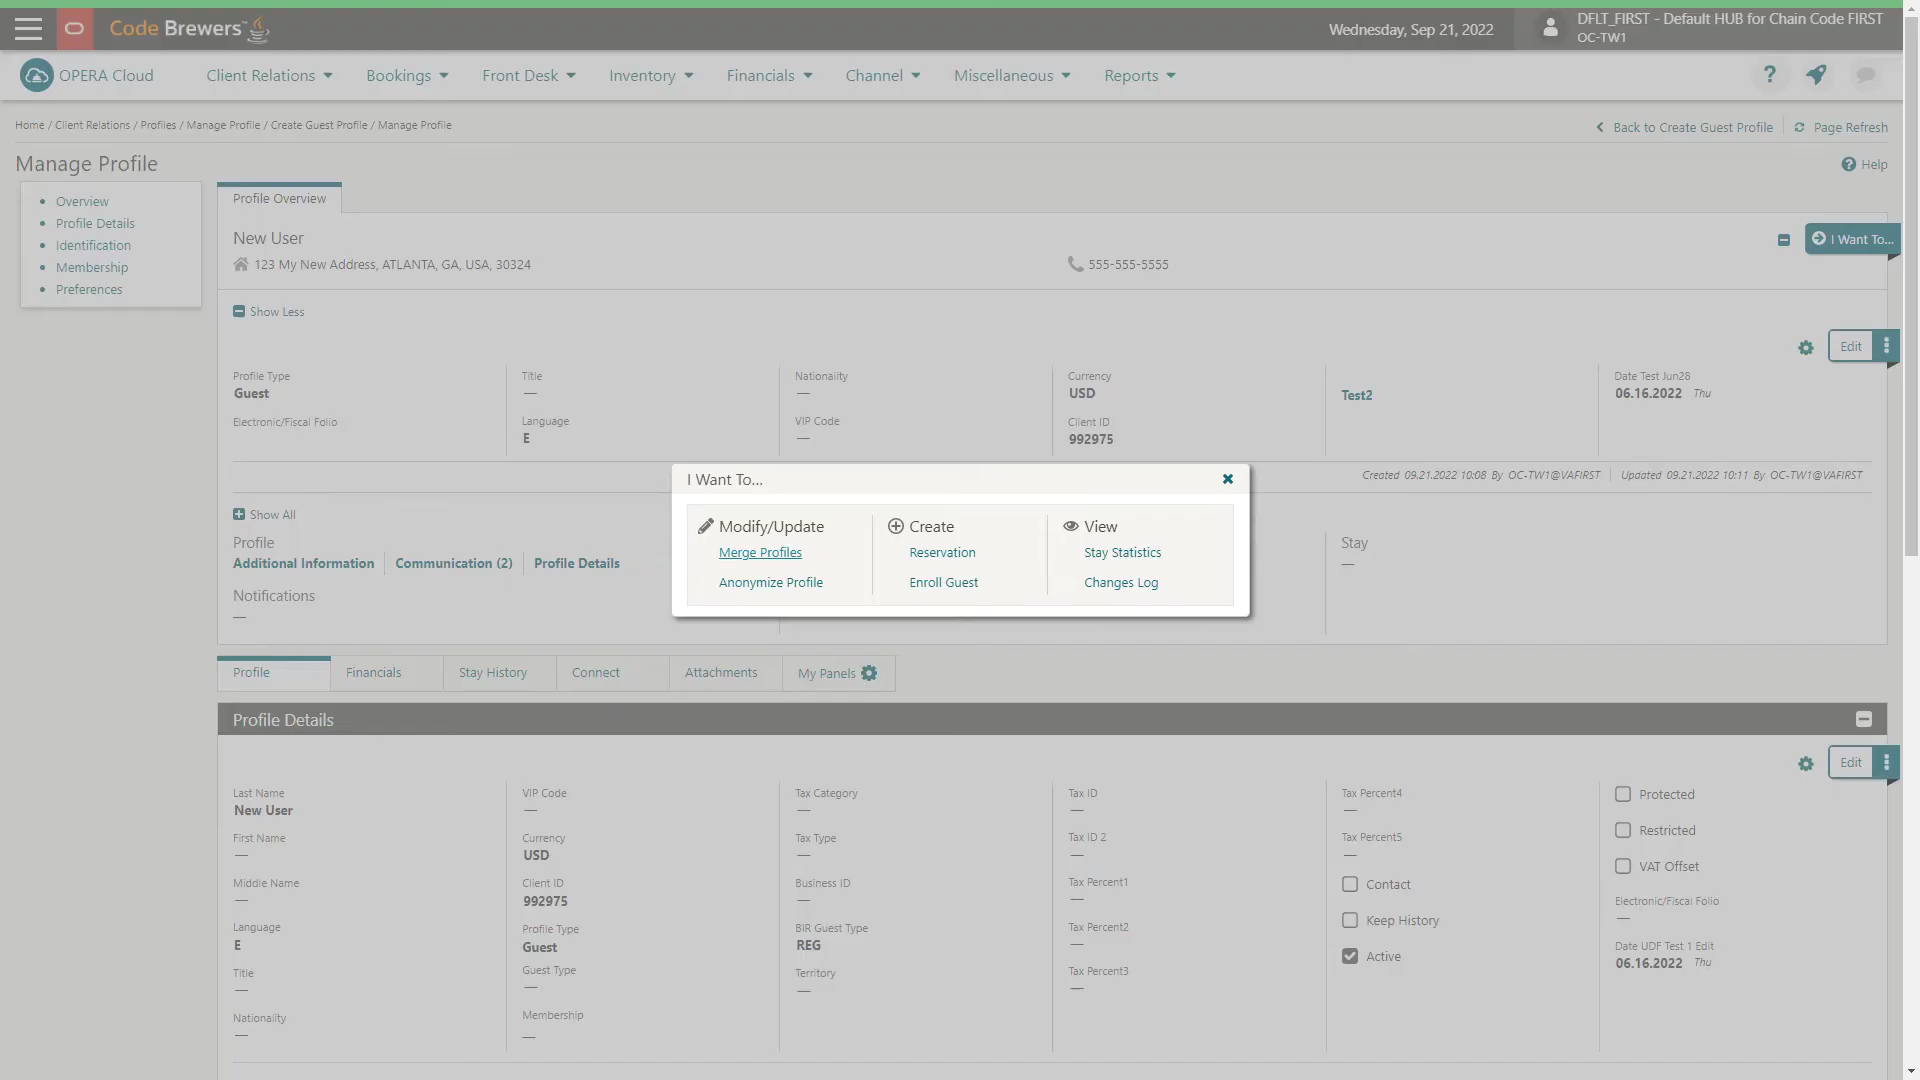 Code Brewers
Wednesday, Sep 21, 2022
DFLT_FIRST - Default HUB for Chain Code FIRST
OC-TW1
OPERA Cloud
Client Relations
Bookings
Front Desk
Inventory
Financials
Channel
Miscellaneous
Reports
?
Home / Client Relations / Profiles / Manage Profile / Create Guest Profile / Manage Profile
Back to Create Guest Profile
Page Refresh
Manage Profile
Help
Overview
Profile Details
Identification
Membership
Preferences
Profile Overview
New User
I Want To...
123 My New Address, ATLANTA, GA, USA, 30324
555-555-5555
Show Less
Edit
Profile Type
Guest
Electronic/Fiscal Folio
Title
—
Language
E
Nationality
—
VIP Code
—
Currency
USD
Client ID
992975
Test2
Date Test Jun28
06.16.2022 Thu
Created 09.21.2022 10:08 By OC-TW1@VAFIRST
Updated 09.21.2022 10:11 By OC-TW1@VAFIRST
I Want To...
Modify/Update
Merge Profiles
Anonymize Profile
Create
Reservation
Enroll Guest
View
Stay Statistics
Changes Log
Show All
Profile
Additional Information
Communication (2)
Profile Details
Notifications
—
Stay
—
Profile
Financials
Stay History
Connect
Attachments
My Panels
Profile Details
Edit
Last Name
New User
First Name
—
Middle Name
—
Language
E
Title
—
Nationality
—
VIP Code
—
Currency
USD
Client ID
992975
Profile Type
Guest
Guest Type
—
Membership
—
Tax Category
—
Tax Type
—
Business ID
—
BIR Guest Type
REG
Territory
—
Tax ID
—
Tax ID 2
—
Tax Percent1
—
Tax Percent2
—
Tax Percent3
—
Tax Percent4
—
Tax Percent5
—
Contact
Keep History
Active
Protected
Restricted
VAT Offset
Electronic/Fiscal Folio
—
Date UDF Test 1 Edit
06.16.2022 Thu